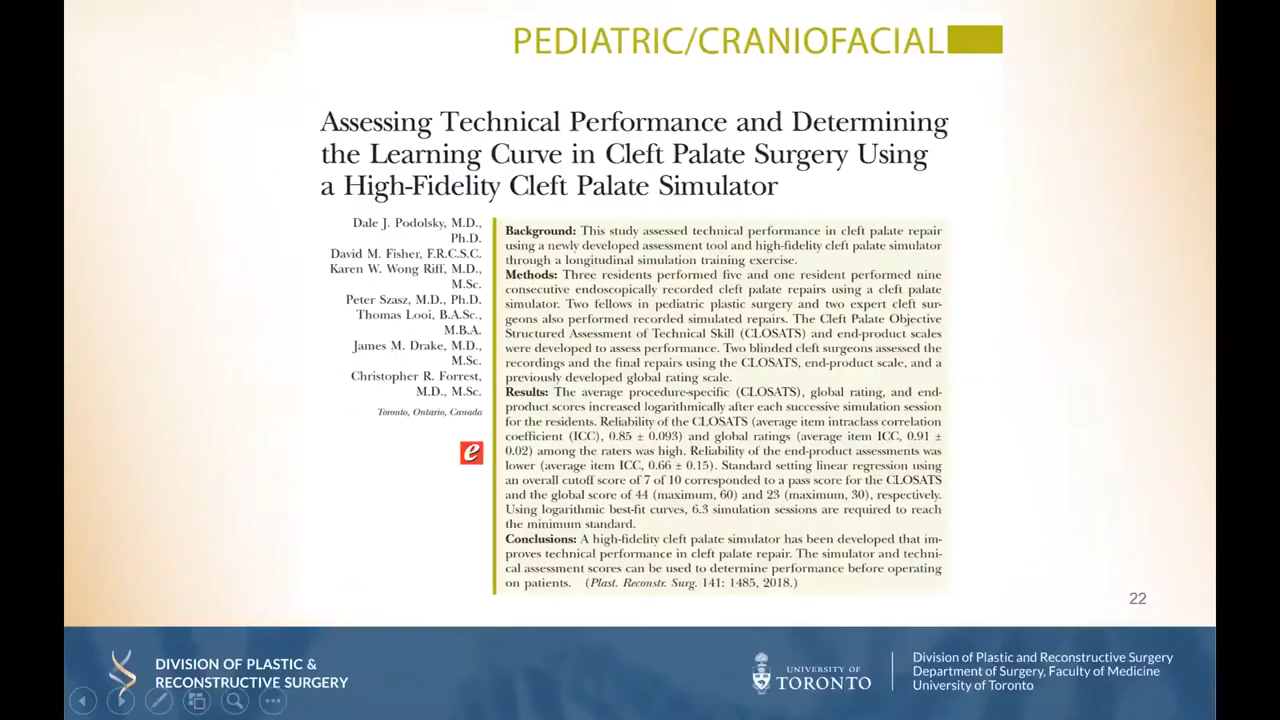 PEDIATRIC/CRANIOFACIAL
Assessing Technical Performance and Determining
the Learning Curve in Cleft Palate Surgery Using
a High-Fidelity Cleft Palate Simulator
Dale J. Podolsky, M.D.,
Ph.D.
David M. Fisher, F.R.C.S.C.
Karen W. Wong Riff, M.D.,
M.Sc.
Peter Szasz, M.D., Ph.D.
Thomas Looi, B.A.Sc.,
M.B.A.
James M. Drake, M.D.,
M.Sc.
Christopher R. Forrest,
M.D., M.Sc.
Toronto, Ontario, Canada
e
Background: This study assessed technical performance in cleft palate repair
using a newly developed assessment tool and high-fidelity cleft palate simulator
through a longitudinal simulation training exercise.
Methods: Three residents performed five and one resident performed nine
consecutive endoscopically recorded cleft palate repairs using a cleft palate
simulator. Two fellows in pediatric plastic surgery and two expert cleft sur-
geons also performed recorded simulated repairs. The Cleft Palate Objective
Structured Assessment of Technical Skill (CLOSATS) and end-product scales
were developed to assess performance. Two blinded cleft surgeons assessed the
recordings and the final repairs using the CLOSATS, end-product scale, and a
previously developed global rating scale.
Results: The average procedure-specific (CLOSATS), global rating, and end-
product scores increased logarithmically after each successive simulation session
for the residents. Reliability of the CLOSATS (average item intraclass correlation
coefficient (ICC), 0.85 ± 0.093) and global ratings (average item ICC, 0.91 ±
0.02) among the raters was high. Reliability of the end-product assessments was
lower (average item ICC, 0.66 ± 0.15). Standard setting linear regression using
an overall cutoff score of 7 of 10 corresponded to a pass score for the CLOSATS
and the global score of 44 (maximum, 60) and 23 (maximum, 30), respectively.
Using logarithmic best-fit curves, 6.3 simulation sessions are required to reach
the minimum standard.
Conclusions: A high-fidelity cleft palate simulator has been developed that im-
proves technical performance in cleft palate repair. The simulator and techni-
cal assessment scores can be used to determine performance before operating
on patients. (Plast. Reconstr. Surg. 141: 1485, 2018.)
22
DIVISION OF PLASTIC &
RECONSTRUCTIVE SURGERY
UNIVERSITY OF
TORONTO
Division of Plastic and Reconstructive Surgery
Department of Surgery, Faculty of Medicine
University of Toronto